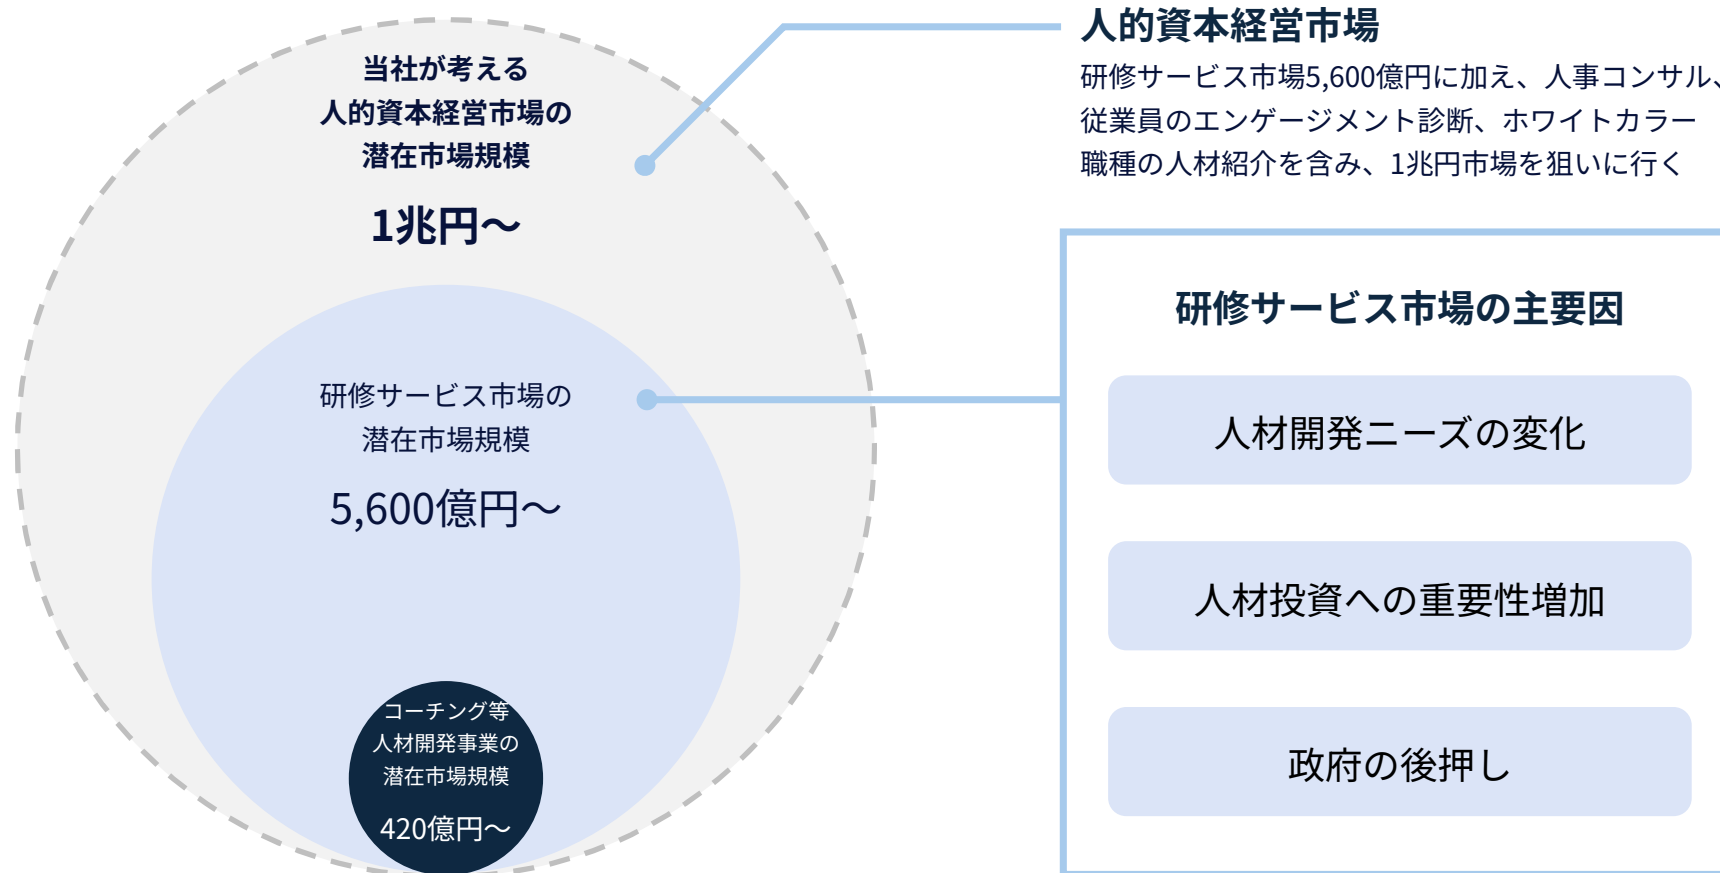 当社が考える
人的資本経営市場の
潜在市場規模
1兆円～
研修サービス市場の
潜在市場規模
5,600億円～
コーチング等
人材開発事業の
潜在市場規模
420億円～
人的資本経営市場
研修サービス市場5,600億円に加え、人事コンサル、
従業員のエンゲージメント診断、ホワイトカラー
職種の人材紹介を含み、1兆円市場を狙いに行く
研修サービス市場の主要因
人材開発ニーズの変化
人材投資への重要性増加
政府の後押し